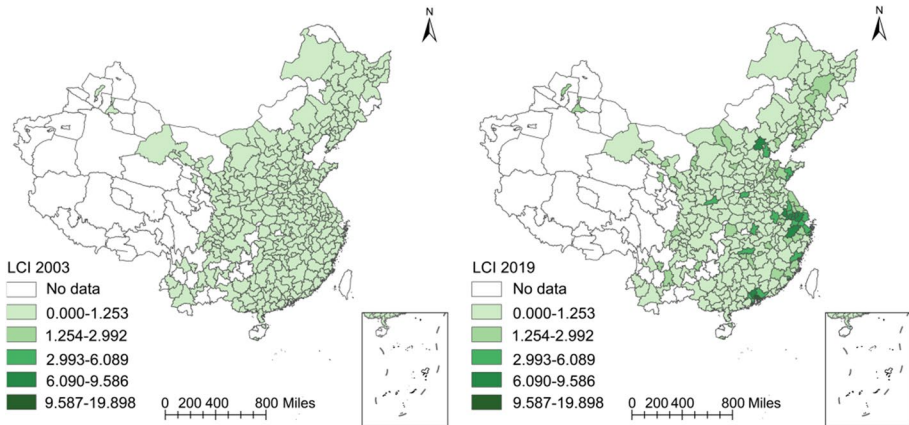 N
LCI 2003
No data
0.000-1.253
1.254-2.992
2.993-6.089
6.090-9.586
9.587-19.898
0 200 400 800 Miles
N
LCI 2019
No data
0.000-1.253
1.254-2.992
2.993-6.089
6.090-9.586
9.587-19.898
0 200 400 800 Miles